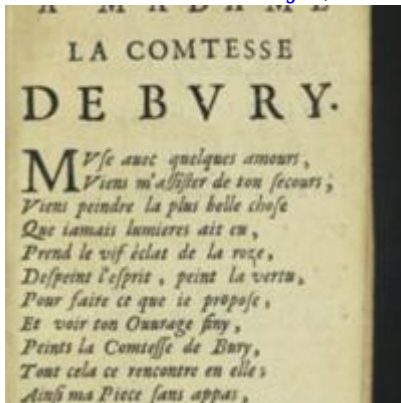 A MADAME
LA COMTESSE
DE BVRY.
MVſe auec quelques amours,
Viens m'aſſiſter de ton ſecours;
Viens peindre la plus belle choſe
Que iamais lumieres ait eu,
Prend le vif éclat de la roze,
Deſpeint l'eſprit, peint la vertu,
Pour faire ce que ie propoſe,
Et voir ton Ouurage finy,
Peints la Comteſſe de Bury,
Tout cela ce rencontre en elle;
Ainſi ma Piece ſans appas,